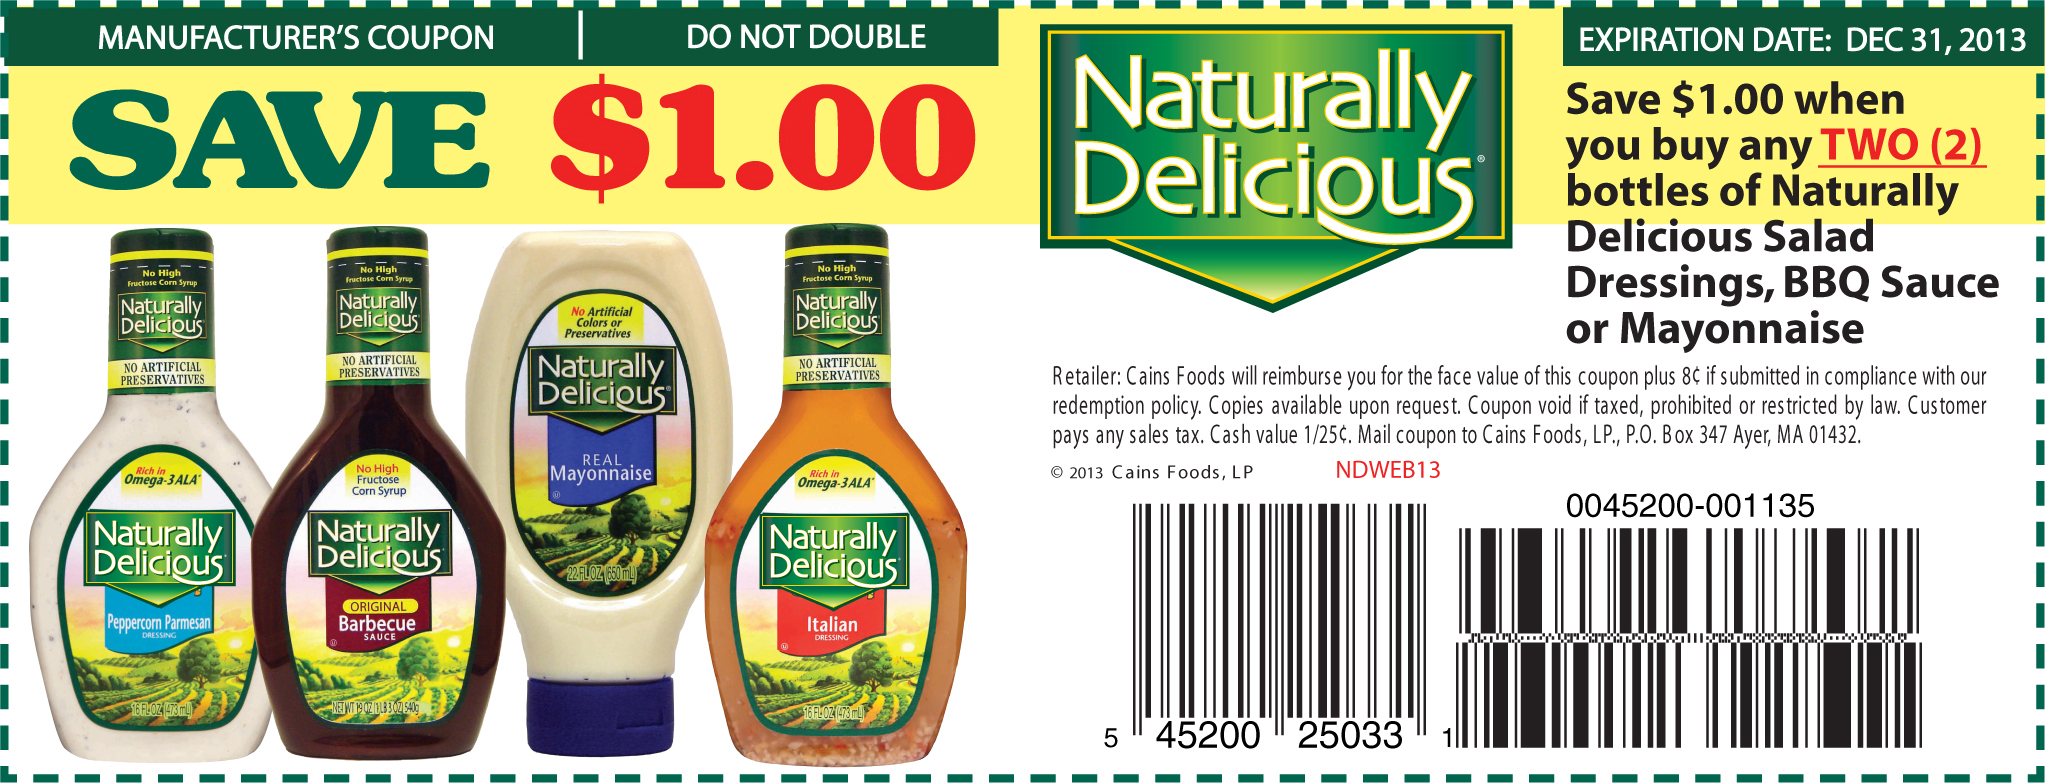 MANUFACTURER'S COUPON | DO NOT DOUBLE
SAVE $1.00
Naturally
Delicious®
EXPIRATION DATE: DEC 31, 2013
Save $1.00 when
you buy any TWO (2)
bottles of Naturally
Delicious Salad
Dressings, BBQ Sauce
or Mayonnaise
Retailer: Cains Foods will reimburse you for the face value of this coupon plus 8¢ if submitted in compliance with our
redemption policy. Copies available upon request. Coupon void if taxed, prohibited or restricted by law. Customer
pays any sales tax. Cash value 1/25¢. Mail coupon to Cains Foods, LP., P.O. Box 347 Ayer, MA 01432.
© 2013 Cains Foods, LP
NDWEB13
0045200-001135
5 45200 25033 1
No High
Fructose Corn Syrup
Naturally
Delicious
NO ARTIFICIAL
PRESERVATIVES
Rich in
Omega-3 ALA*
Naturally
Delicious
Peppercorn Parmesan
DRESSING
16 FL OZ (473 mL)
No High
Fructose Corn Syrup
Naturally
Delicious
NO ARTIFICIAL
PRESERVATIVES
No High
Fructose
Corn Syrup
Naturally
Delicious
ORIGINAL
Barbecue
SAUCE
NET WT 19 OZ (1 LB 3 OZ) 540g
No Artificial
Colors or
Preservatives
Naturally
Delicious®
REAL
Mayonnaise
22 FL OZ (650 mL)
No High
Fructose Corn Syrup
Naturally
Delicious
NO ARTIFICIAL
PRESERVATIVES
Rich in
Omega-3 ALA*
Naturally
Delicious
Italian
DRESSING
16 FL OZ (473 mL)